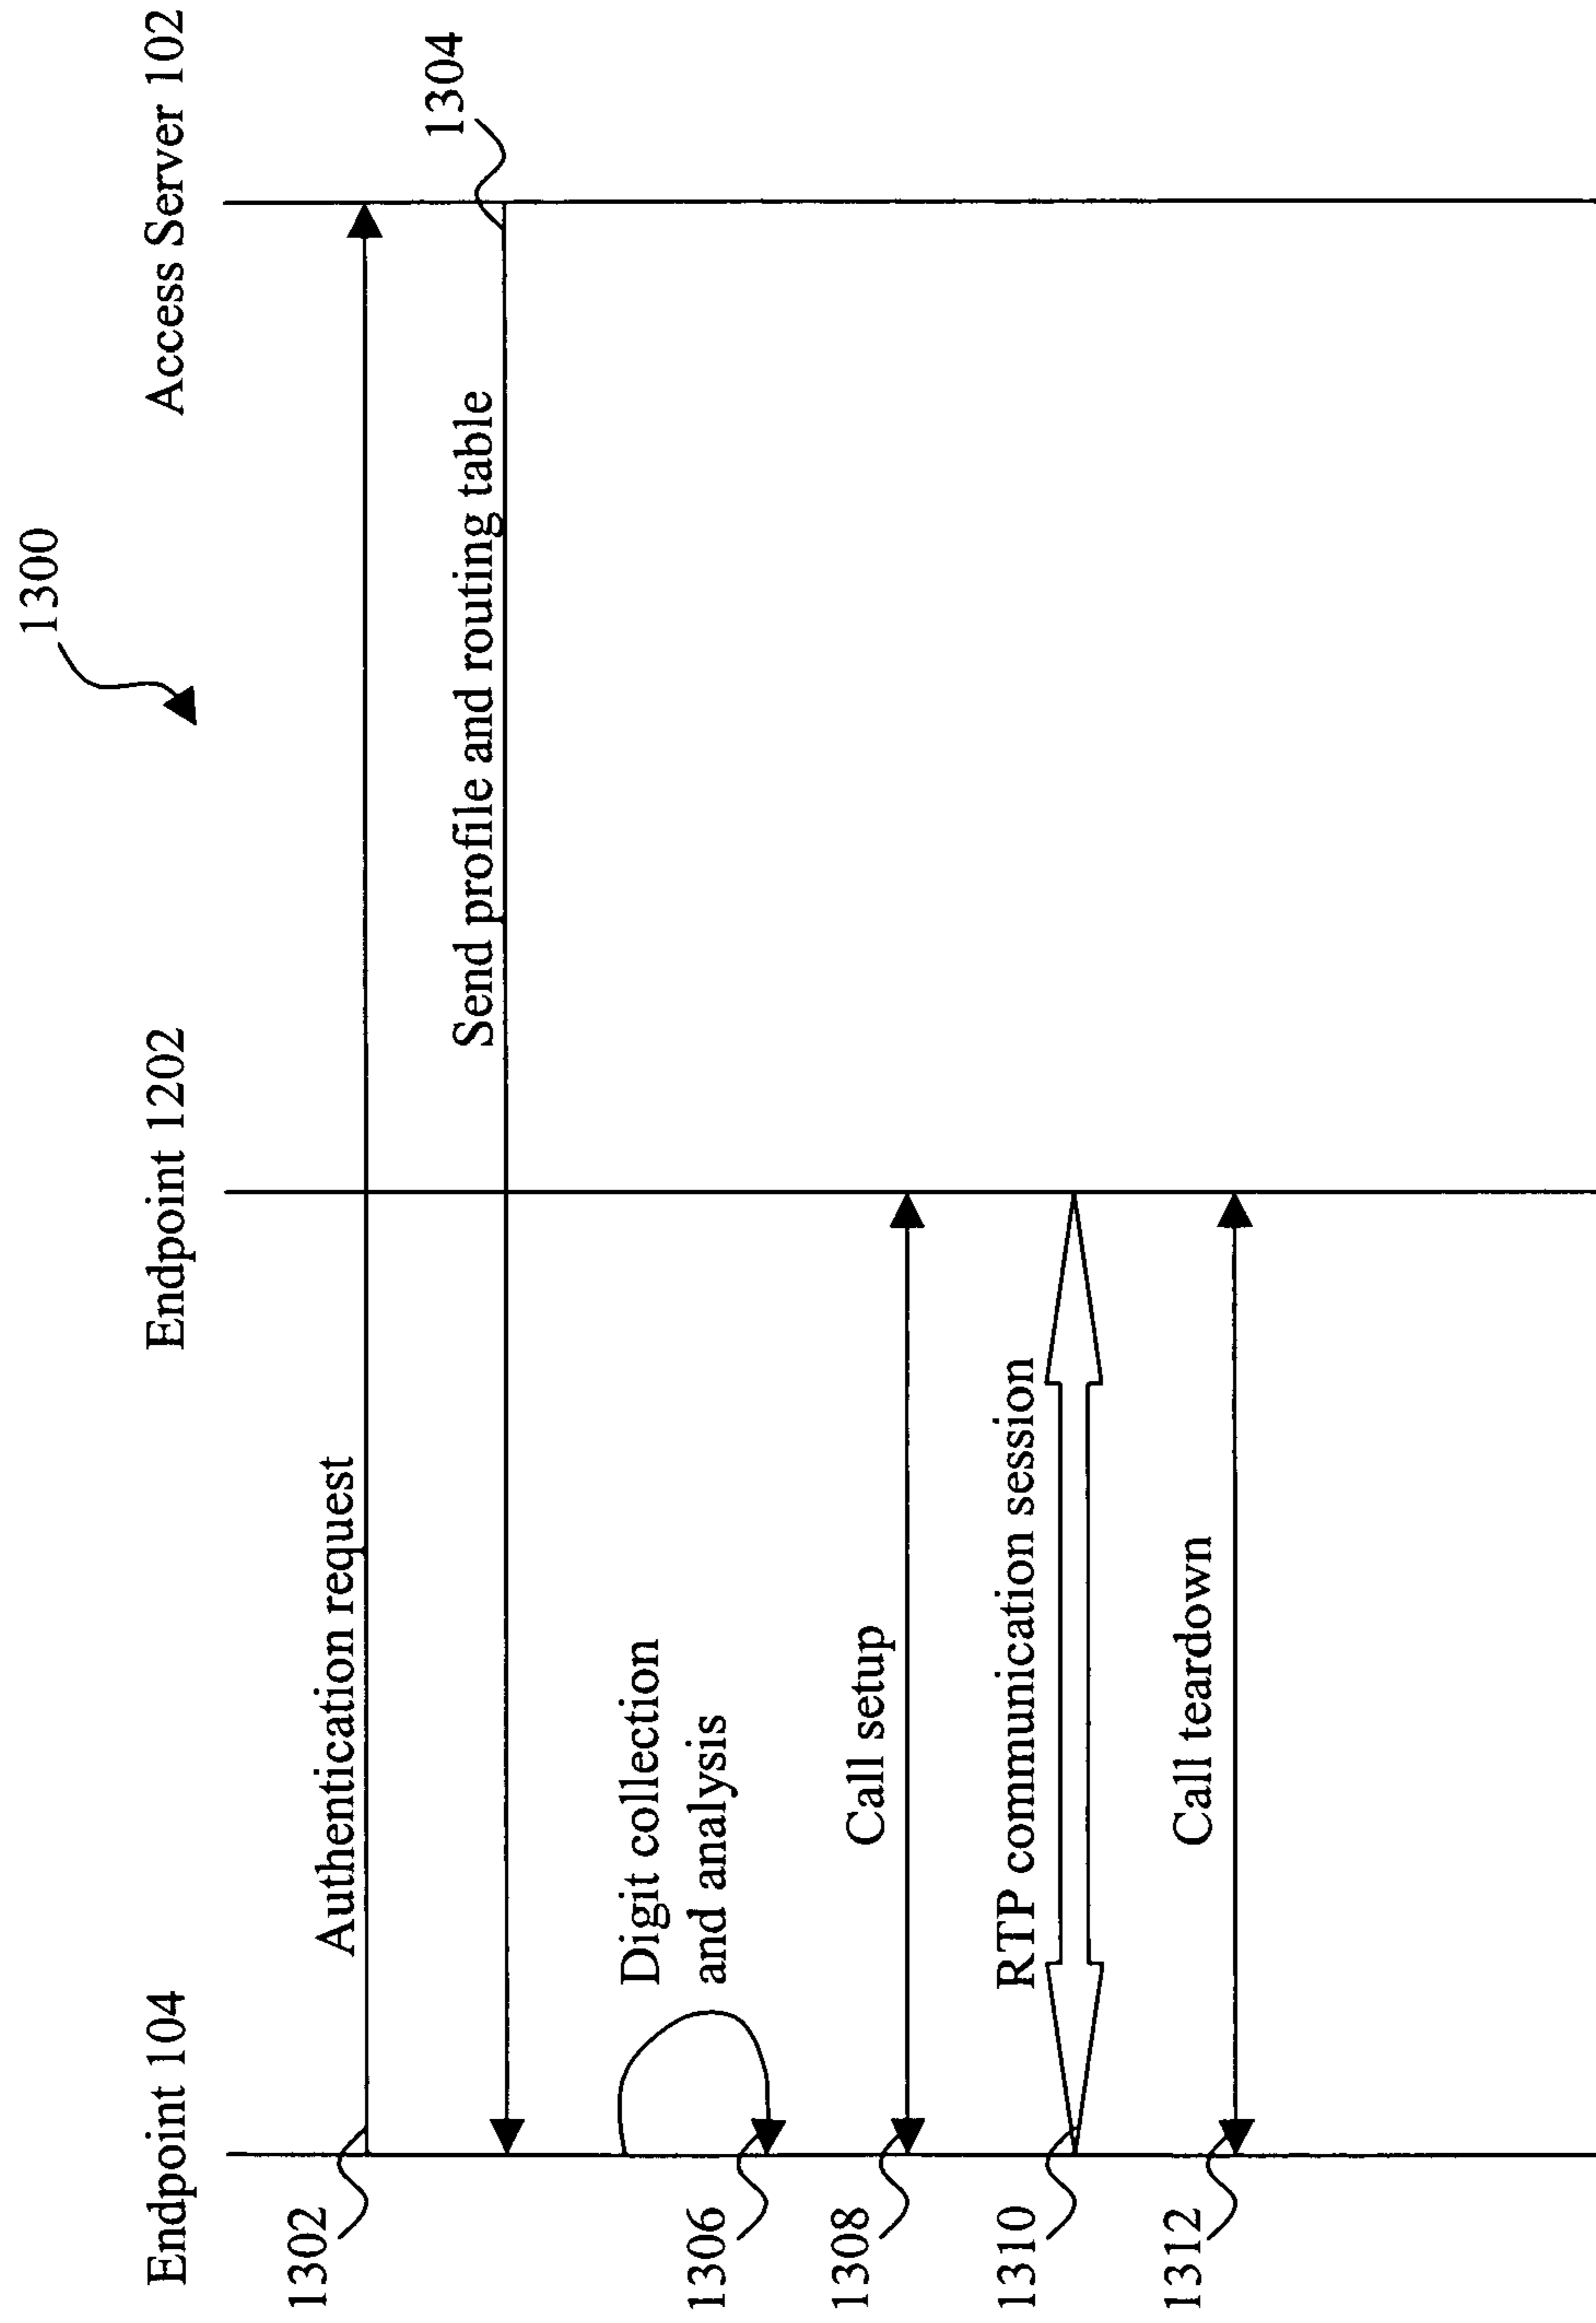 1300
Endpoint 104
Endpoint 1202
Access Server 102
1302
Authentication request
1304
Send profile and routing table
Digit collection
and analysis
1306
Call setup
1308
RTP communication session
1310
Call teardown
1312